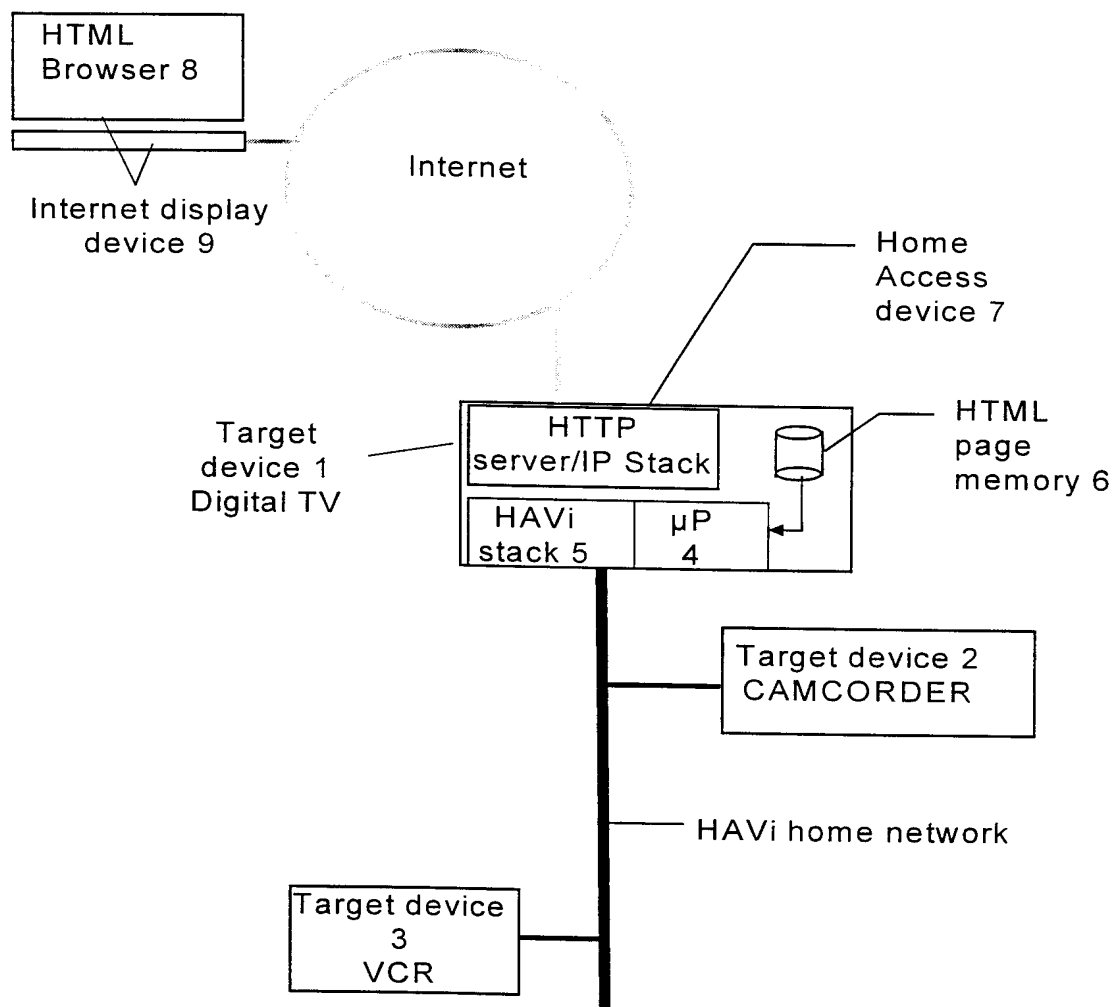 HTML
Browser 8
Internet
Internet display
device 9
Home
Access
device 7
Target
device 1
Digital TV
HTTP
server/IP Stack
HTML
page
memory 6
HAVi
stack 5
µP
4
Target device 2
CAMCORDER
HAVi home network
Target device
3
VCR